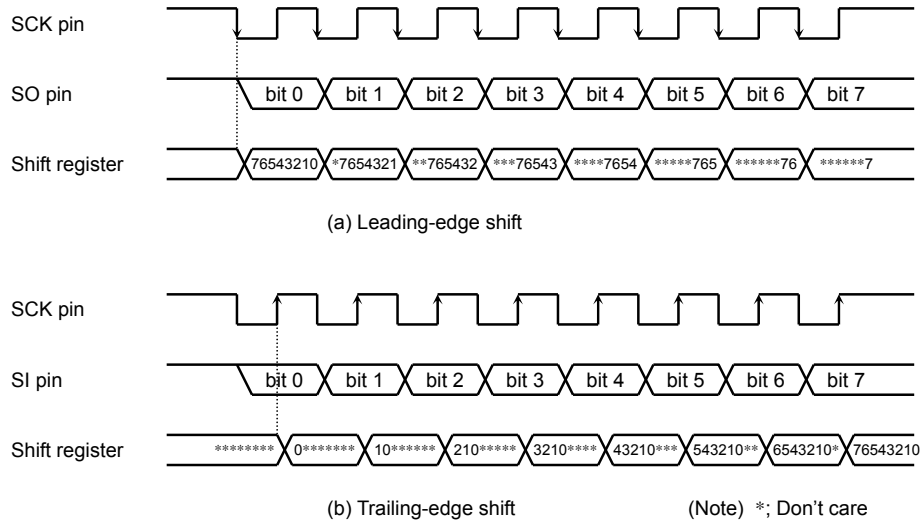 SCK pin
SO pin bit 0 bit 1 bit 2 bit 3 bit 4 bit 5 bit 6 bit 7
Shift register 76543210 *7654321 **765432 ***76543 ****7654 *****765 ******76 ******7
(a) Leading-edge shift
SCK pin
SI pin bit 0 bit 1 bit 2 bit 3 bit 4 bit 5 bit 6 bit 7
Shift register ******** 0******* 10****** 210***** 3210**** 43210*** 543210** 6543210* 76543210
(b) Trailing-edge shift (Note) *; Don't care